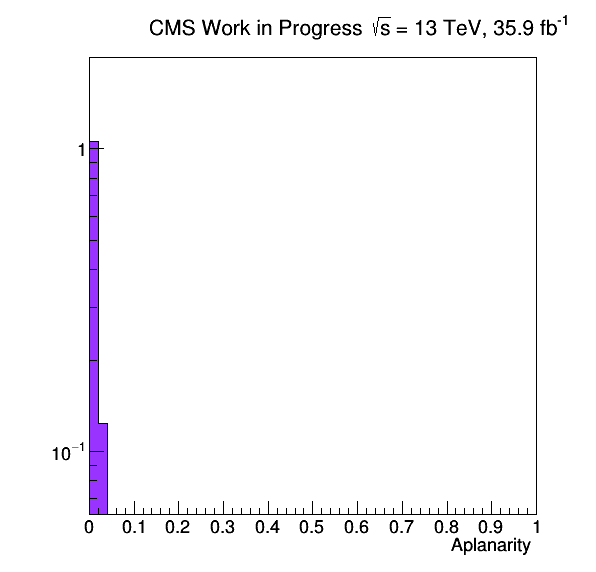 CMS Work in Progress √s = 13 TeV, 35.9 fb⁻¹
1
10⁻¹
0 0.1 0.2 0.3 0.4 0.5 0.6 0.7 0.8 0.9 1
Aplanarity